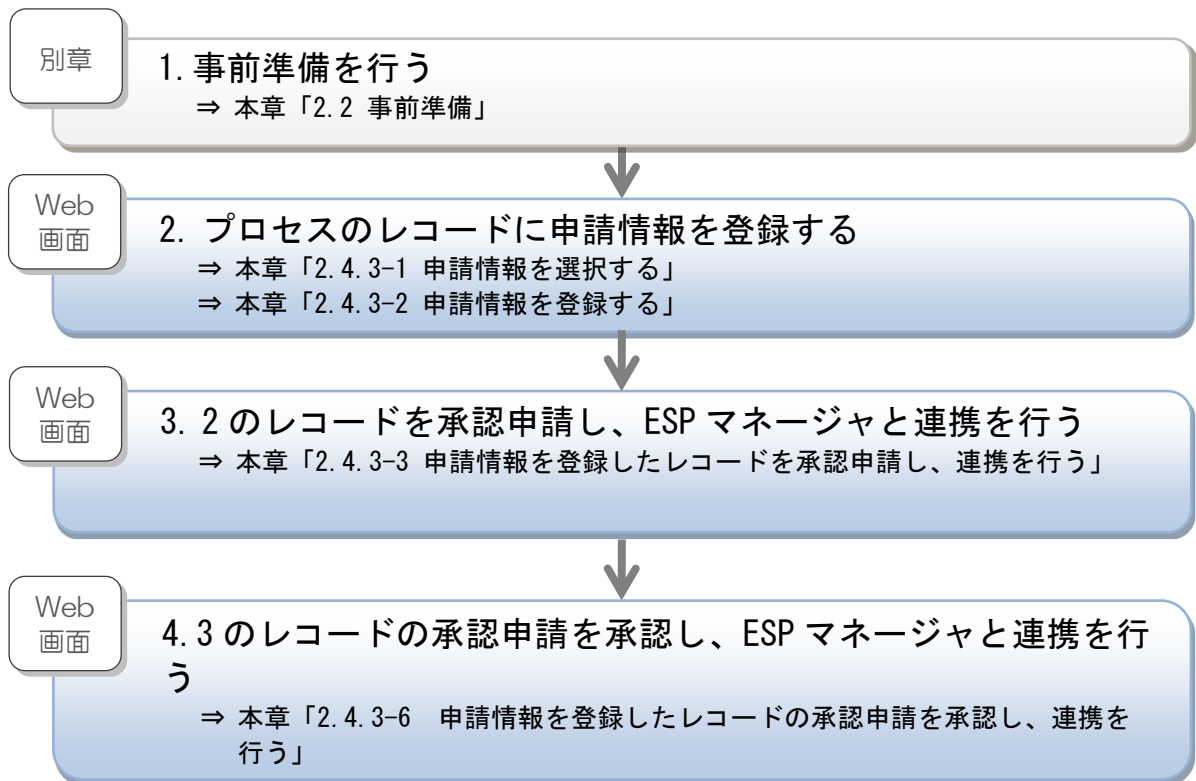 別章
1. 事前準備を行う
⇒ 本章「2.2 事前準備」
Web
画面
2. プロセスのレコードに申請情報を登録する
⇒ 本章「2.4.3-1 申請情報を選択する」
⇒ 本章「2.4.3-2 申請情報を登録する」
Web
画面
3. 2のレコードを承認申請し、ESP マネージャと連携を行う
⇒ 本章「2.4.3-3 申請情報を登録したレコードを承認申請し、連携を行う」
Web
画面
4. 3のレコードの承認申請を承認し、ESP マネージャと連携を行
う
⇒ 本章「2.4.3-6　申請情報を登録したレコードの承認申請を承認し、連携を
行う」